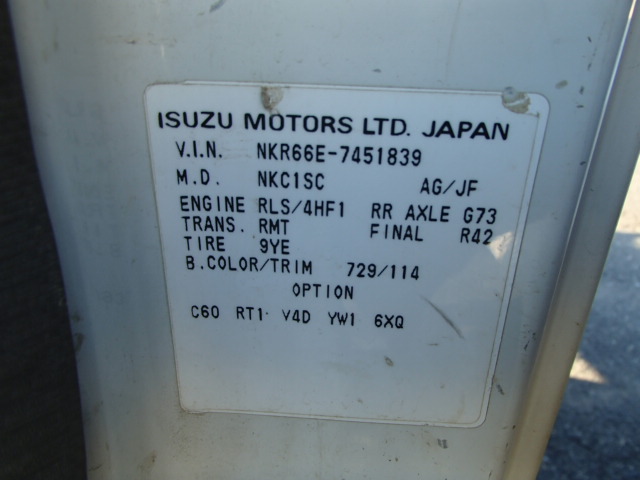 ISUZU MOTORS LTD. JAPAN
V.I.N. NKR66E-7451839
M.D. NKC1SC AG/JF
ENGINE RLS/4HF1 RR AXLE G73
TRANS. RMT FINAL R42
TIRE 9YE
B.COLOR/TRIM 729/114
OPTION
C60 RT1 V4D YW1 6XQ